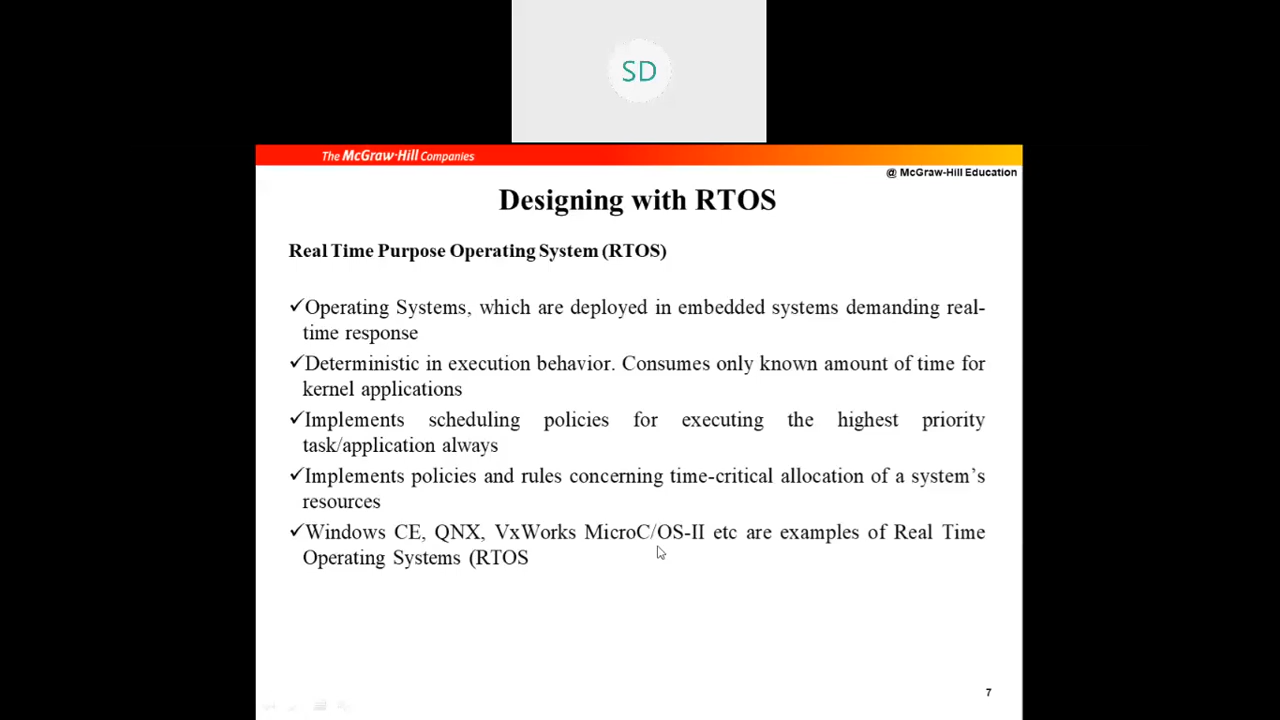 SD
The McGraw-Hill Companies
@ McGraw-Hill Education
Designing with RTOS
Real Time Purpose Operating System (RTOS)
✓Operating Systems, which are deployed in embedded systems demanding real-
time response
✓Deterministic in execution behavior. Consumes only known amount of time for
kernel applications
✓Implements scheduling policies for executing the highest priority
task/application always
✓Implements policies and rules concerning time-critical allocation of a system's
resources
✓Windows CE, QNX, VxWorks MicroC/OS-II etc are examples of Real Time
Operating Systems (RTOS
7